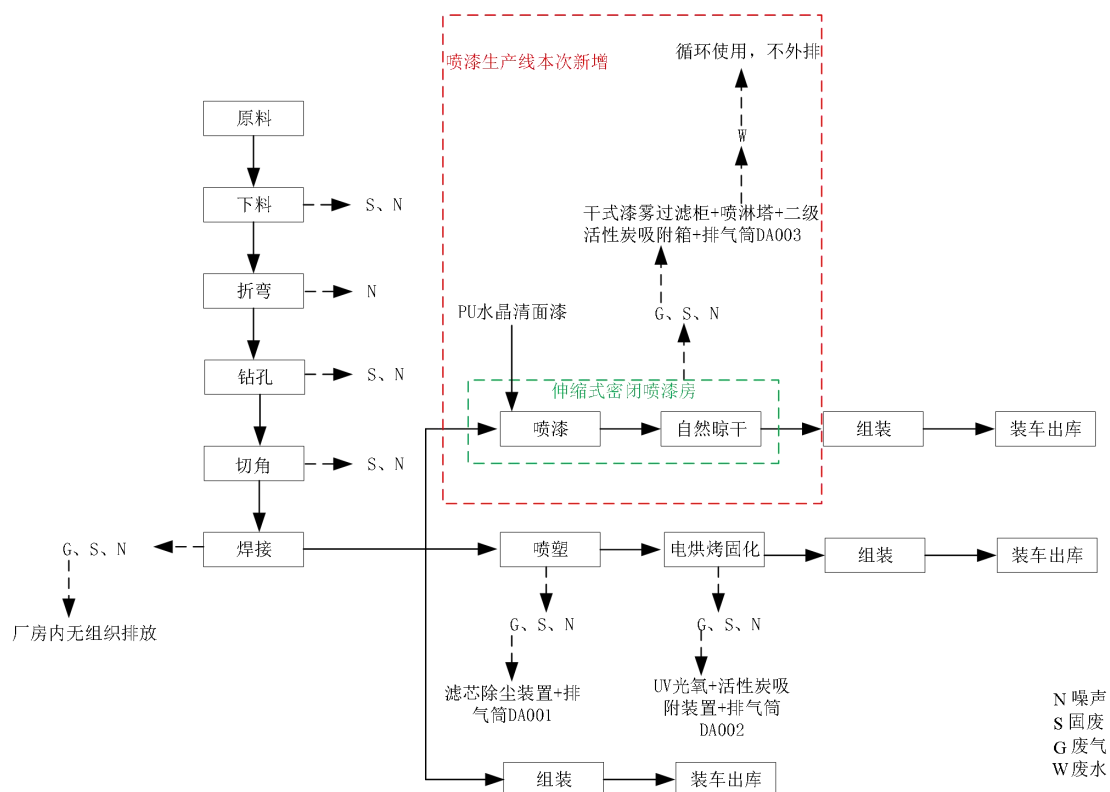 喷漆生产线本次新增
循环使用，不外排
W
干式漆雾过滤柜+喷淋塔+二级
活性炭吸附箱+排气筒DA003
G、S、N
PU水晶清面漆
伸缩式密闭喷漆房
喷漆
自然晾干
组装
装车出库
原料
下料
S、N
折弯
N
钻孔
S、N
切角
S、N
焊接
G、S、N
厂房内无组织排放
喷塑
电烘烤固化
组装
装车出库
G、S、N
G、S、N
滤芯除尘装置+排
气筒DA001
UV光氧+活性炭吸
附装置+排气筒
DA002
组装
装车出库
N 噪声
S 固废
G 废气
W 废水